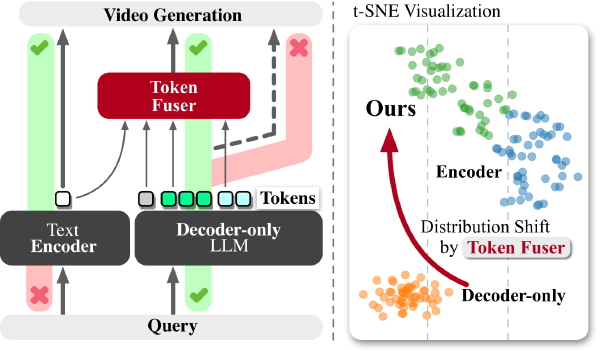 Video Generation
Token
Fuser
Tokens
Text
Encoder
Decoder-only
LLM
Query
t-SNE Visualization
Ours
Encoder
Distribution Shift
by Token Fuser
Decoder-only